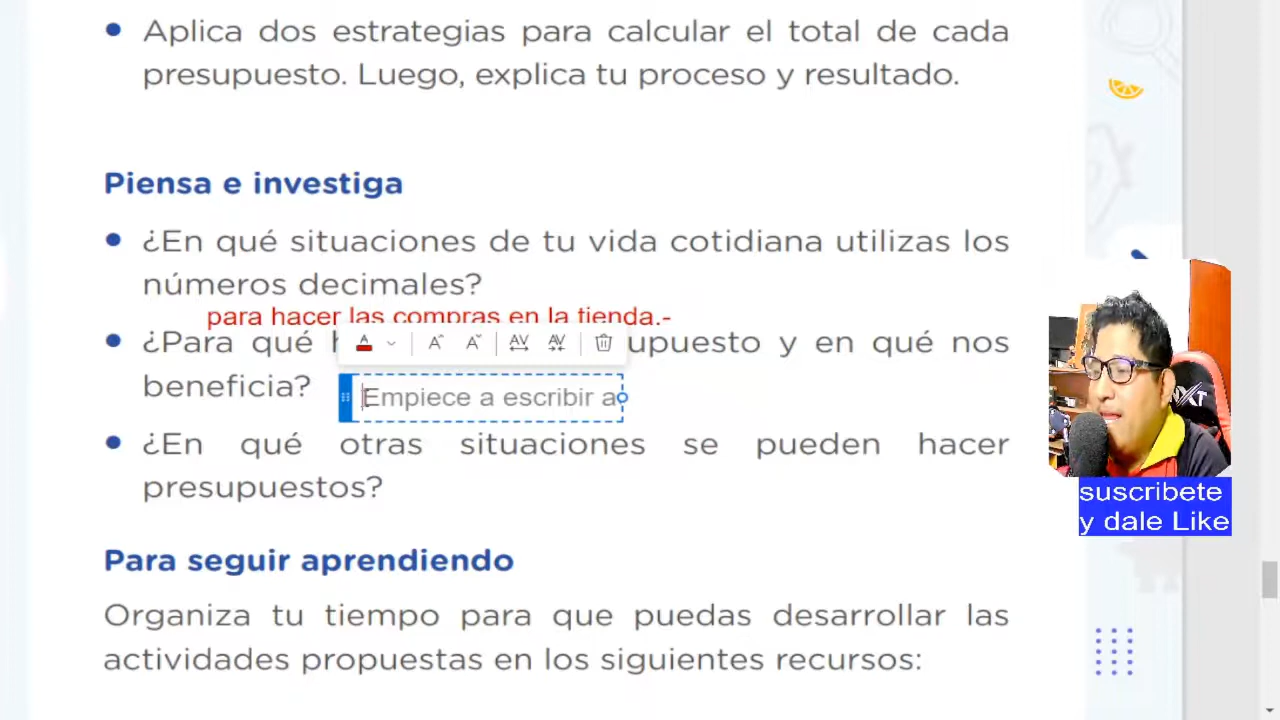 Aplica dos estrategias para calcular el total de cada
presupuesto. Luego, explica tu proceso y resultado.
Piensa e investiga
¿En qué situaciones de tu vida cotidiana utilizas los
números decimales?
para hacer las compras en la tienda.-
¿Para qué upuesto y en qué nos
beneficia?
Empiece a escribir a
¿En qué otras situaciones se pueden hacer
presupuestos?
suscribete
y dale Like
Para seguir aprendiendo
Organiza tu tiempo para que puedas desarrollar las
actividades propuestas en los siguientes recursos: